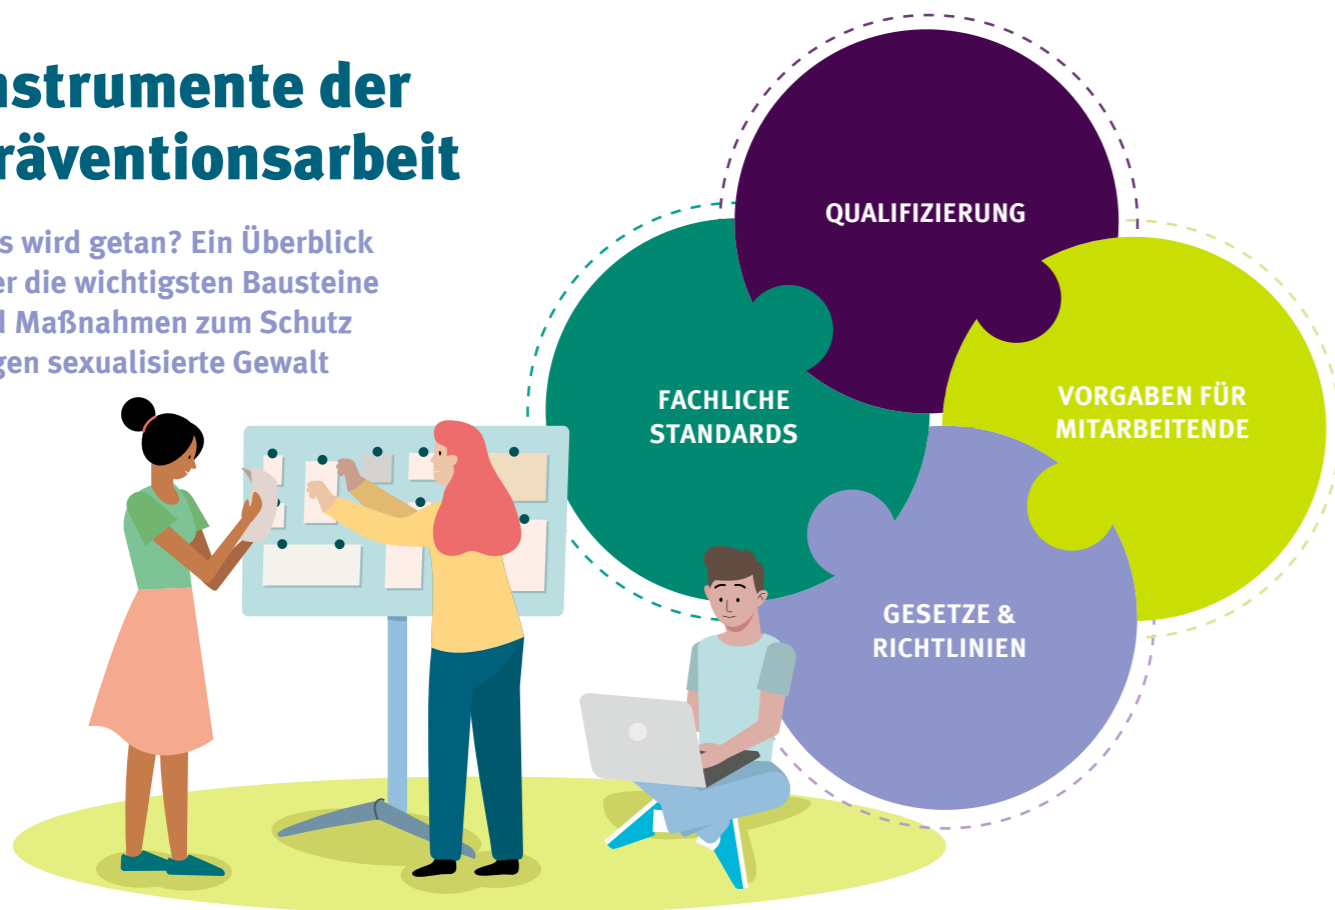 nstrumente der
räventionsarbeit
s wird getan? Ein Überblick
er die wichtigsten Bausteine
d Maßnahmen zum Schutz
gen sexualisierte Gewalt
QUALIFIZIERUNG
FACHLICHE
STANDARDS
VORGABEN FÜR
MITARBEITENDE
GESETZE &
RICHTLINIEN